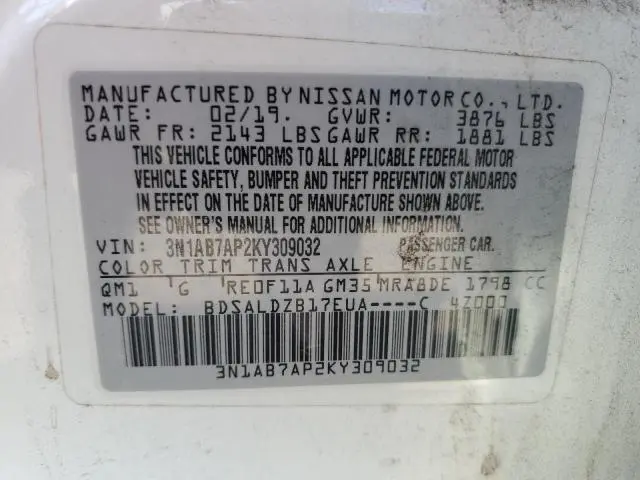 MANUFACTURED BY NISSAN MOTOR CO., LTD.
DATE: 02/19. GVWR: 3876 LBS
GAWR FR: 2143 LBS GAWR RR: 1881 LBS
THIS VEHICLE CONFORMS TO ALL APPLICABLE FEDERAL MOTOR
VEHICLE SAFETY, BUMPER AND THEFT PREVENTION STANDARDS
IN EFFECT ON THE DATE OF MANUFACTURE SHOWN ABOVE.
SEE OWNER'S MANUAL FOR ADDITIONAL INFORMATION.
VIN: 3N1AB7AP2KY309032 PASSENGER CAR.
COLOR TRIM TRANS AXLE ENGINE
QM1 G RE0F11A GM35 MRA8DE 1798 CC
MODEL: BDSALDZB17EUA----C 4Z000
3N1AB7AP2KY309032